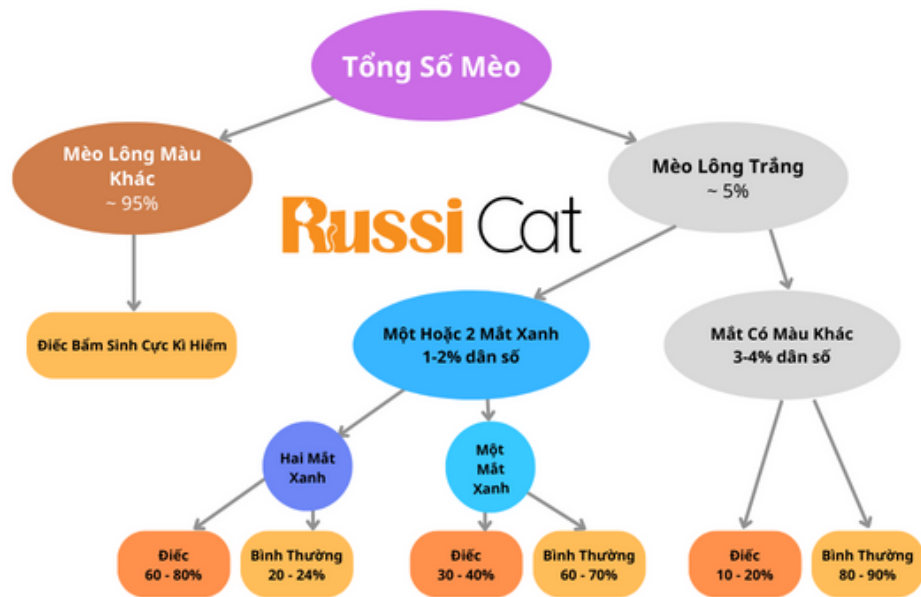 Tổng Số Mèo
Mèo Lông Màu
Khác
~ 95%
Mèo Lông Trắng
~ 5%
Russi Cat
Điếc Bẩm Sinh Cực Kì Hiếm
Một Hoặc 2 Mắt Xanh
1-2% dân số
Mắt Có Màu Khác
3-4% dân số
Hai Mắt
Xanh
Một
Mắt
Xanh
Điếc
60 - 80%
Bình Thường
20 - 24%
Điếc
30 - 40%
Bình Thường
60 - 70%
Điếc
10 - 20%
Bình Thường
80 - 90%